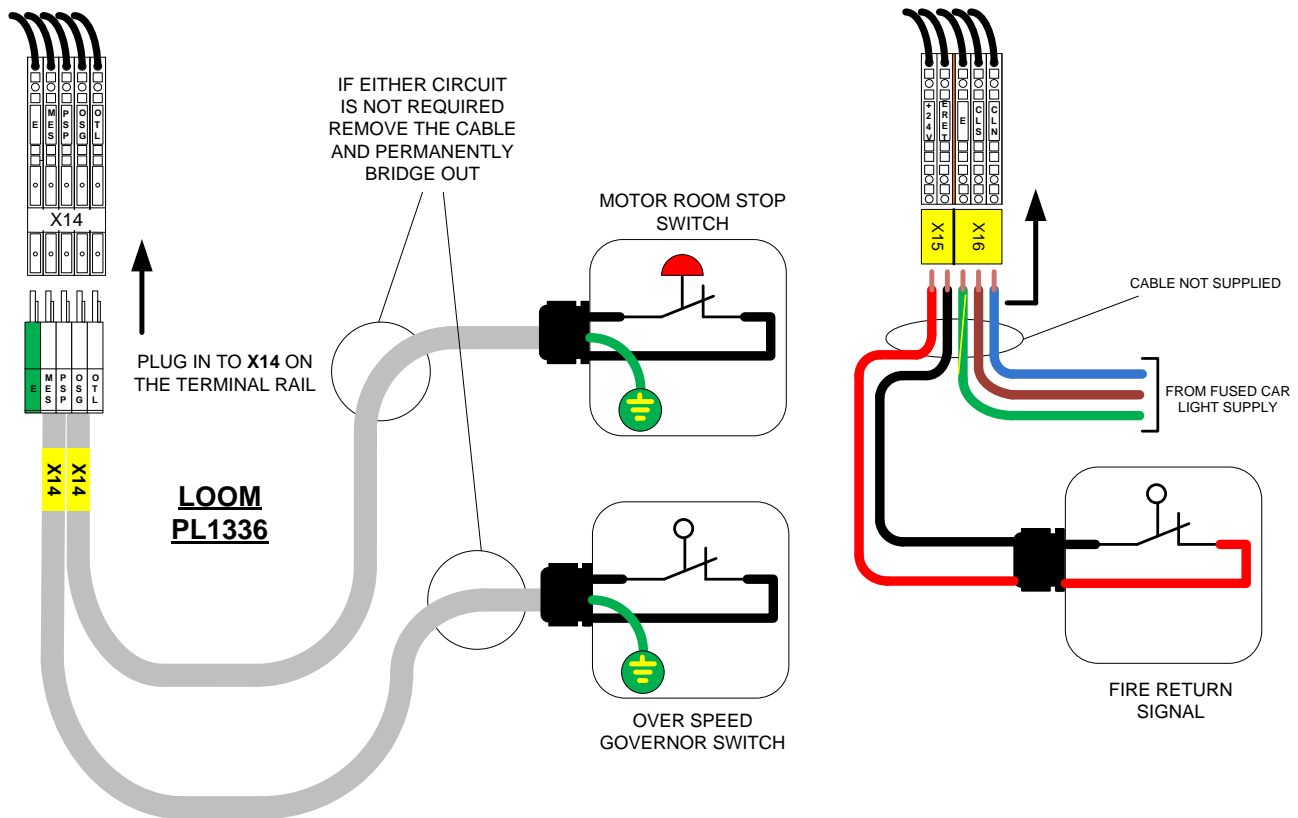 E
MES
PSP
OSG
OTL
X14
IF EITHER CIRCUIT
IS NOT REQUIRED
REMOVE THE CABLE
AND PERMANENTLY
BRIDGE OUT
PLUG IN TO X14 ON
THE TERMINAL RAIL
E
MES
PSP
OSG
OTL
X14
X14
LOOM
PL1336
MOTOR ROOM STOP
SWITCH
OVER SPEED
GOVERNOR SWITCH
+24V
ERET
E
CLS
CLN
X15
X16
CABLE NOT SUPPLIED
FROM FUSED CAR
LIGHT SUPPLY
FIRE RETURN
SIGNAL